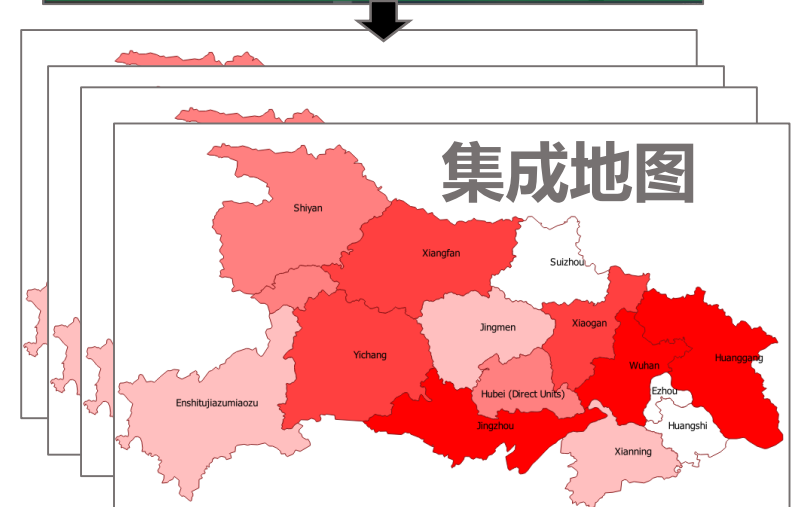 集成地图
Shiyan
Xiangfan
Suizhou
Jingmen
Xiaogan
Yichang
Wuhan
Huanggang
Enshitujiazumiaozu
Hubei (Direct Units)
Ezhou
Jingzhou
Huangshi
Xianning